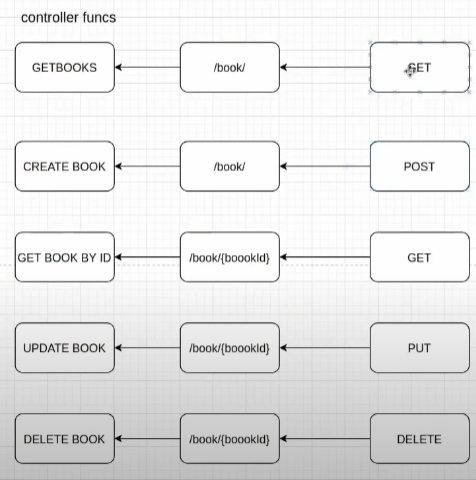 controller funcs
GETBOOKS /book/ GET
CREATE BOOK /book/ POST
GET BOOK BY ID /book/{boookId} GET
UPDATE BOOK /book/{boookId} PUT
DELETE BOOK /book/{boookId} DELETE